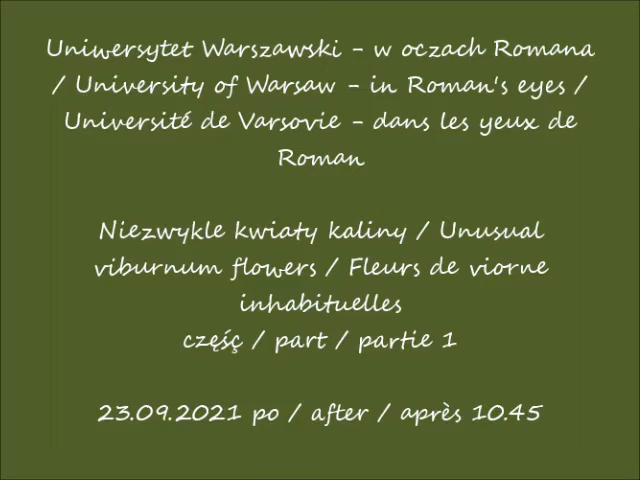 Uniwersytet Warszawski - w oczach Romana
/ University of Warsaw - in Roman's eyes /
Université de Varsovie - dans les yeux de
Roman
Niezwykle kwiaty kaliny / Unusual
viburnum flowers / Fleurs de viorne
inhabituelles
częśç / part / partie 1
23.09.2021 po / after / après 10.45